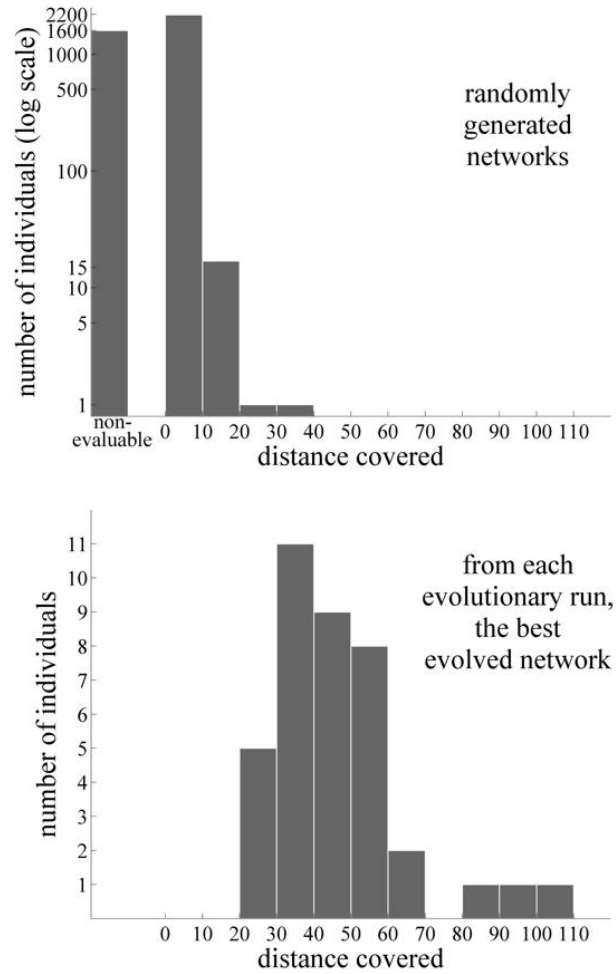 2200
1600
1000
500
100
15
10
5
1
number of individuals (log scale)
randomly
generated
networks
non-
evaluable
0 10 20 30 40 50 60 70 80 90 100 110
distance covered
11
10
9
8
7
6
5
4
3
2
1
number of individuals
from each
evolutionary run,
the best
evolved network
0 10 20 30 40 50 60 70 80 90 100 110
distance covered